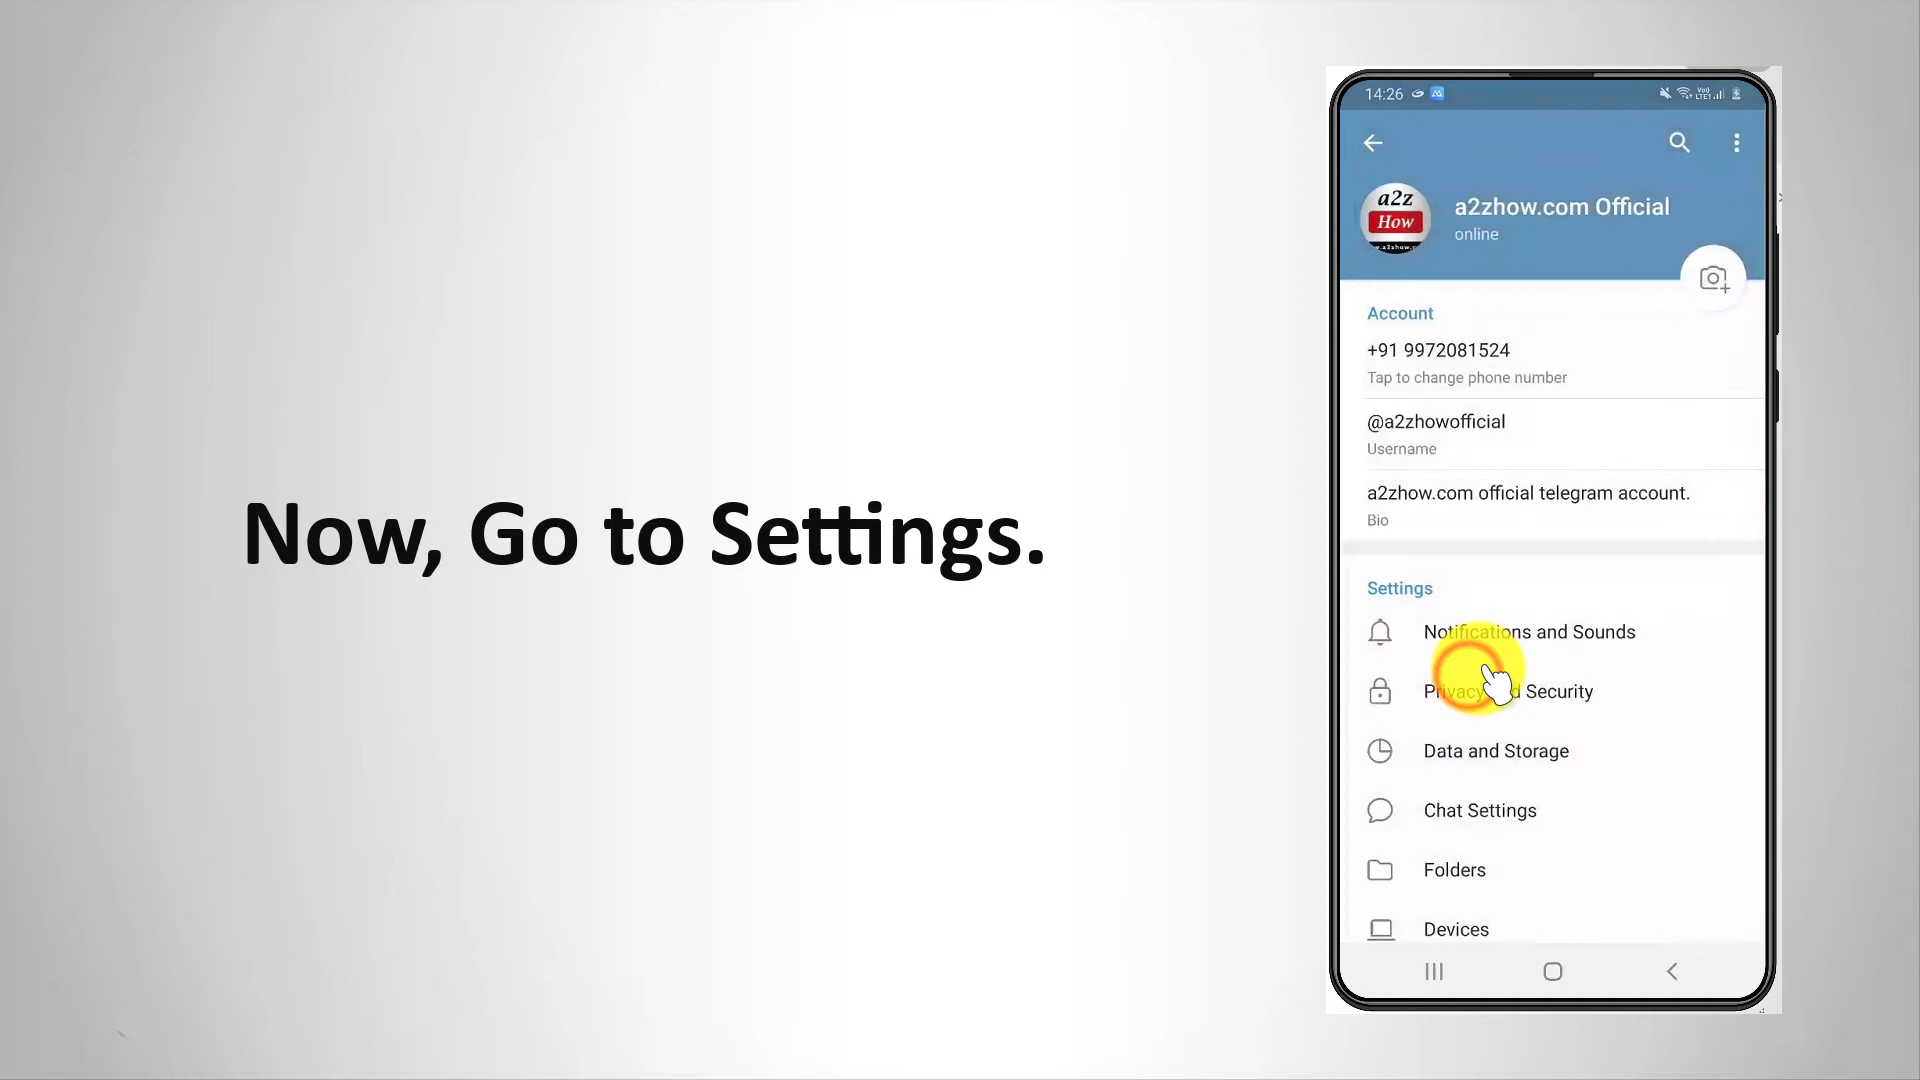 Now, Go to Settings.
14:26
a2z
How
a2zhow.com Official
online
Account
+91 9972081524
Tap to change phone number
@a2zhowofficial
Username
a2zhow.com official telegram account.
Bio
Settings
Notifications and Sounds
Privacy and Security
Data and Storage
Chat Settings
Folders
Devices